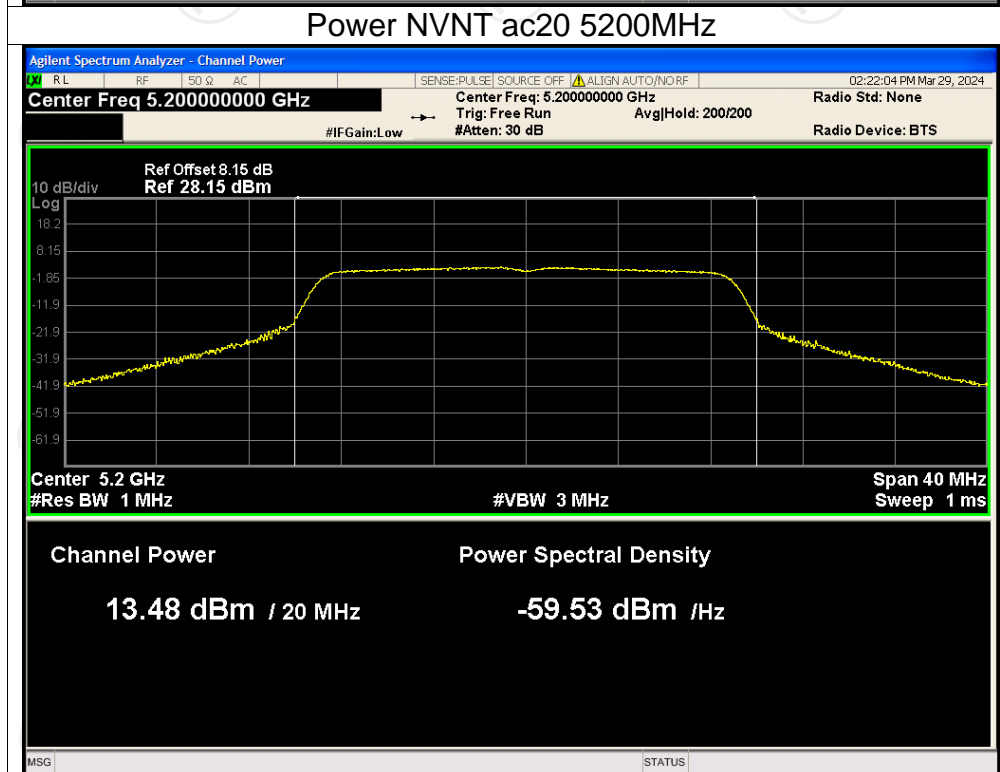 Power NVNT ac20 5200MHz
Agilent Spectrum Analyzer - Channel Power
LXI RL RF 50 Ω AC SENSE:PULSE SOURCE OFF ALIGN AUTO/NO RF 02:22:04 PM Mar 29, 2024
Center Freq 5.200000000 GHz Center Freq: 5.200000000 GHz Radio Std: None
Trig: Free Run Avg|Hold: 200/200
#IFGain:Low #Atten: 30 dB Radio Device: BTS
Ref Offset 8.15 dB
10 dB/div Ref 28.15 dBm
Log
18.2
8.15
-1.85
-11.9
-21.9
-31.9
-41.9
-51.9
-61.9
Center 5.2 GHz Span 40 MHz
#Res BW 1 MHz #VBW 3 MHz Sweep 1 ms
Channel Power Power Spectral Density
13.48 dBm / 20 MHz -59.53 dBm /Hz
MSG STATUS